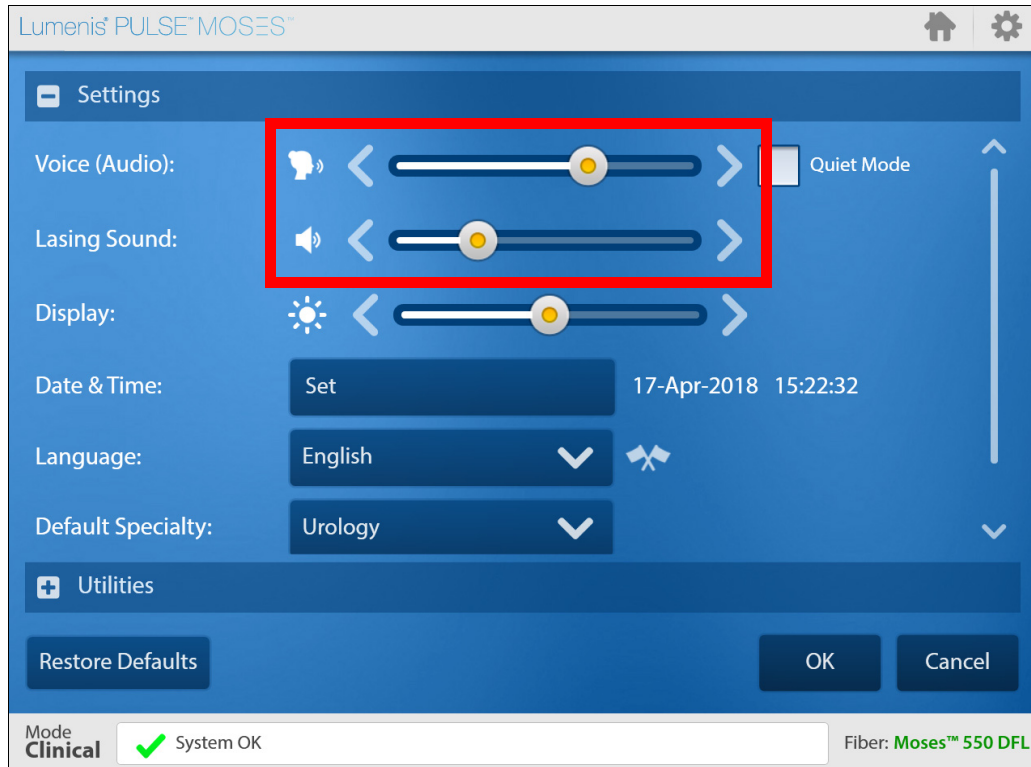 Lumenis® PULSE™ MOSES™
Settings
Voice (Audio):
Quiet Mode
Lasing Sound:
Display:
Date & Time:
Set
17-Apr-2018 15:22:32
Language:
English
Default Specialty:
Urology
Utilities
Restore Defaults
OK
Cancel
Mode
Clinical
System OK
Fiber: Moses™ 550 DFL